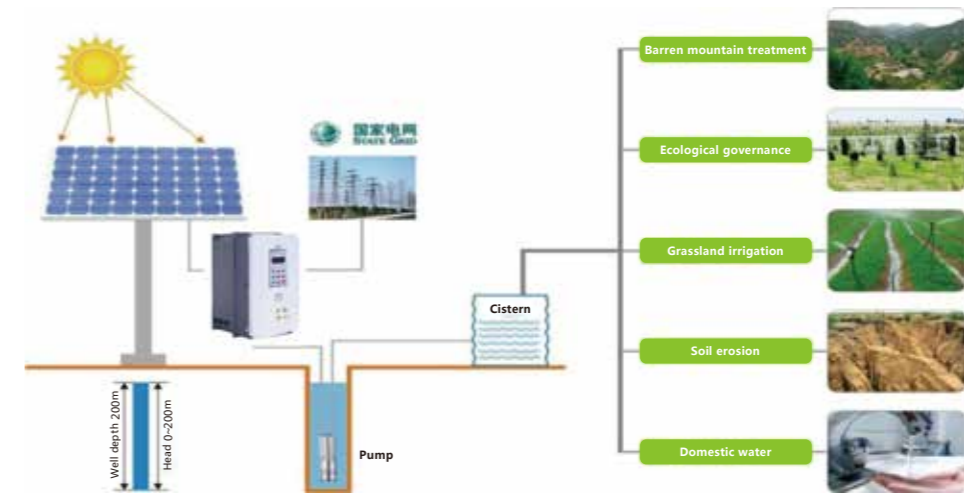 国家电网
STATE GRID
Barren mountain treatment
Ecological governance
Grassland irrigation
Cistern
Soil erosion
Well depth 200m
Head 0~200m
Pump
Domestic water